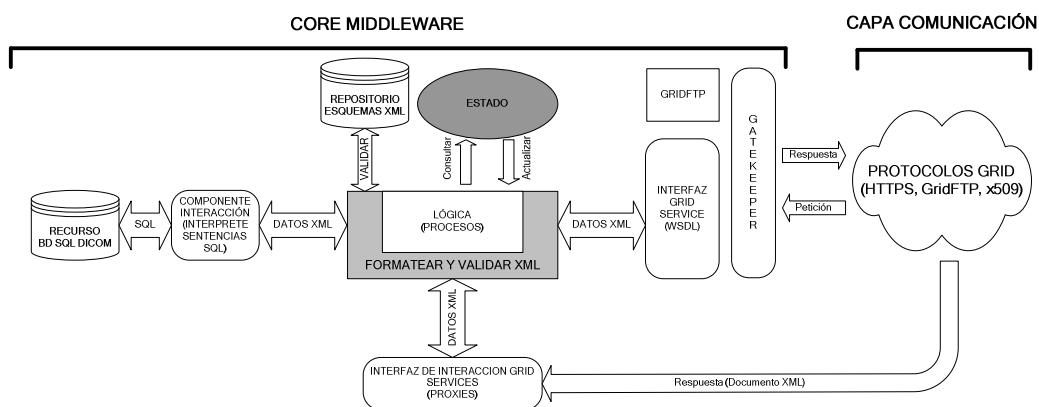 CORE MIDDLEWARE
CAPA COMUNICACIÓN
REPOSITORIO
ESQUEMAS XML
ESTADO
GRIDFTP
GATEKEEPER
VALIDAR
Consultar
Actualizar
Respuesta
Petición
PROTOCOLOS GRID
(HTTPS, GridFTP, x509)
RECURSO
BD SQL DICOM
SQL
COMPONENTE
INTERACCIÓN
(INTERPRETE
SENTENCIAS
SQL)
DATOS XML
LÓGICA
(PROCESOS)
FORMATEAR Y VALIDAR XML
DATOS XML
INTERFAZ
GRID
SERVICE
(WSDL)
DATOS XML
INTERFAZ DE INTERACCION GRID
SERVICES
(PROXIES)
Respuesta (Documento XML)